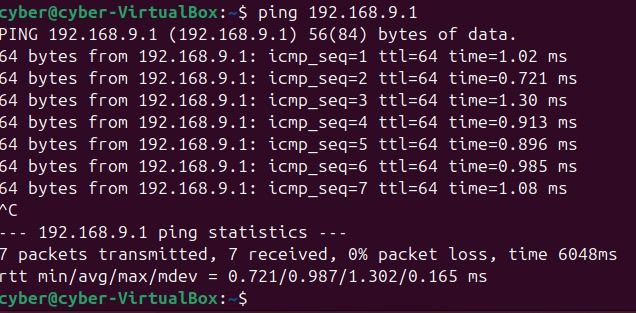 cyber@cyber-VirtualBox:~$ ping 192.168.9.1
PING 192.168.9.1 (192.168.9.1) 56(84) bytes of data.
64 bytes from 192.168.9.1: icmp_seq=1 ttl=64 time=1.02 ms
64 bytes from 192.168.9.1: icmp_seq=2 ttl=64 time=0.721 ms
64 bytes from 192.168.9.1: icmp_seq=3 ttl=64 time=1.30 ms
64 bytes from 192.168.9.1: icmp_seq=4 ttl=64 time=0.913 ms
64 bytes from 192.168.9.1: icmp_seq=5 ttl=64 time=0.896 ms
64 bytes from 192.168.9.1: icmp_seq=6 ttl=64 time=0.985 ms
64 bytes from 192.168.9.1: icmp_seq=7 ttl=64 time=1.08 ms
^C
--- 192.168.9.1 ping statistics ---
7 packets transmitted, 7 received, 0% packet loss, time 6048ms
rtt min/avg/max/mdev = 0.721/0.987/1.302/0.165 ms
cyber@cyber-VirtualBox:~$